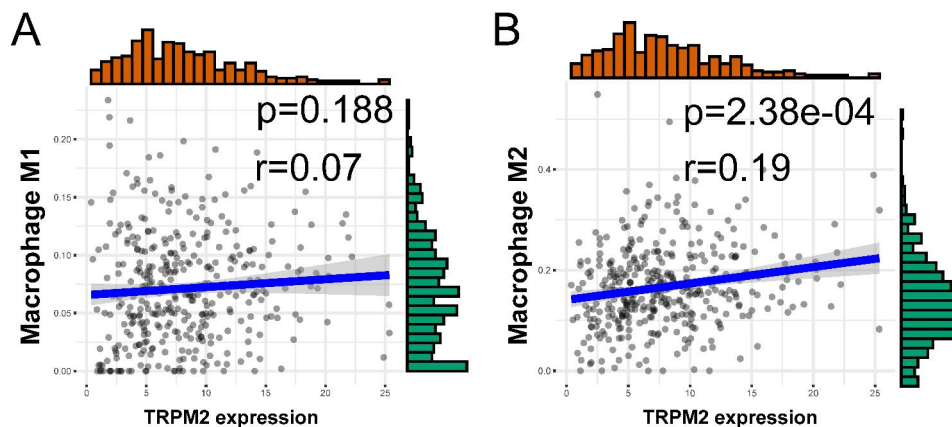 A
p=0.188
r=0.07
Macrophage M1
0.20
0.15
0.10
0.05
0.00
0 5 10 15 20 25
TRPM2 expression
B
p=2.38e-04
r=0.19
Macrophage M2
0.4
0.2
0.0
0 5 10 15 20 25
TRPM2 expression